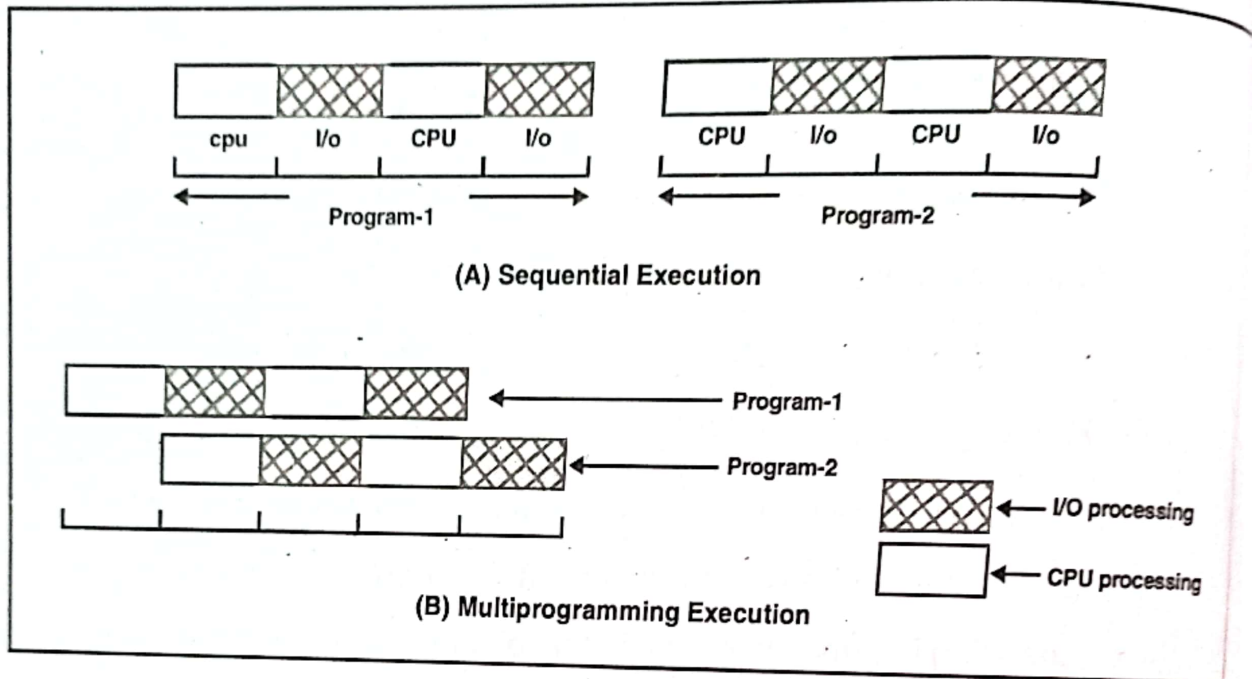 cpu I/o CPU I/o CPU I/o CPU I/o
Program-1 Program-2
(A) Sequential Execution
Program-1
Program-2
I/O processing
CPU processing
(B) Multiprogramming Execution